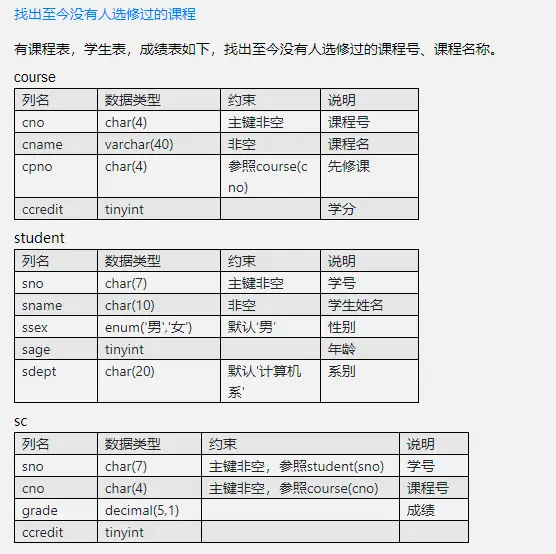 找出至今没有人选修过的课程
有课程表，学生表，成绩表如下，找出至今没有人选修过的课程号、课程名称。
course
列名 数据类型 约束 说明
cno char(4) 主键非空 课程号
cname varchar(40) 非空 课程名
cpno char(4) 参照course(c 先修课
no)
ccredit tinyint 学分
student
列名 数据类型 约束 说明
sno char(7) 主键非空 学号
sname char(10) 非空 学生姓名
ssex enum('男','女') 默认'男' 性别
sage tinyint 年龄
sdept char(20) 默认'计算机 系别
系'
sc
列名 数据类型 约束 说明
sno char(7) 主键非空，参照student(sno) 学号
cno char(4) 主键非空，参照course(cno) 课程号
grade decimal(5,1) 成绩
ccredit tinyint